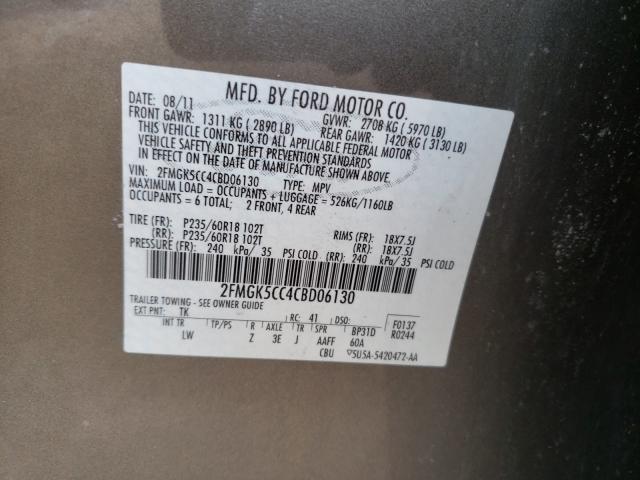 MFD. BY FORD MOTOR CO.
DATE: 08/11 GVWR: 2708 KG ( 5970 LB)
FRONT GAWR: 1311 KG ( 2890 LB) REAR GAWR: 1420 KG ( 3130 LB)
THIS VEHICLE CONFORMS TO ALL APPLICABLE FEDERAL MOTOR
VEHICLE SAFETY AND THEFT PREVENTION STANDARDS
IN EFFECT ON THE DATE OF MANUFACTURE SHOWN ABOVE.
VIN: 2FMGK5CC4CBD06130 TYPE: MPV
MAXIMUM LOAD = OCCUPANTS + LUGGAGE = 526KG/1160LB
OCCUPANTS = 6 TOTAL; 2 FRONT, 4 REAR
TIRE (FR): P235/60R18 102T RIMS (FR): 18X7.5J
(RR): P235/60R18 102T (RR): 18X7.5J
PRESSURE (FR): 240 kPa/ 35 PSI COLD (RR): 240 kPa/ 35 PSI COLD
2FMGK5CC4CBD06130
TRAILER TOWING - SEE OWNER GUIDE
EXT PNT: TK RC: 41 DSO: F0137
INT TR TP/PS R AXLE TR SPR BP31D R0244
LW Z 3E J AAFF 60A
CBU ▽5U5A-5420472-AA